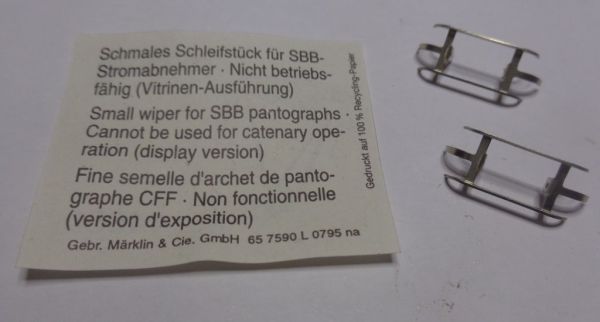 Schmales Schleifstück für SBB-
Stromabnehmer · Nicht betriebs-
fähig (Vitrinen-Ausführung)
Small wiper for SBB pantographs ·
Cannot be used for catenary ope-
ration (display version)
Fine semelle d'archet de panto-
graphe CFF · Non fonctionnelle
(version d'exposition)
Gebr. Märklin & Cie. GmbH 65 7590 L 0795 na
Gedruckt auf 100 % Recycling-Papier